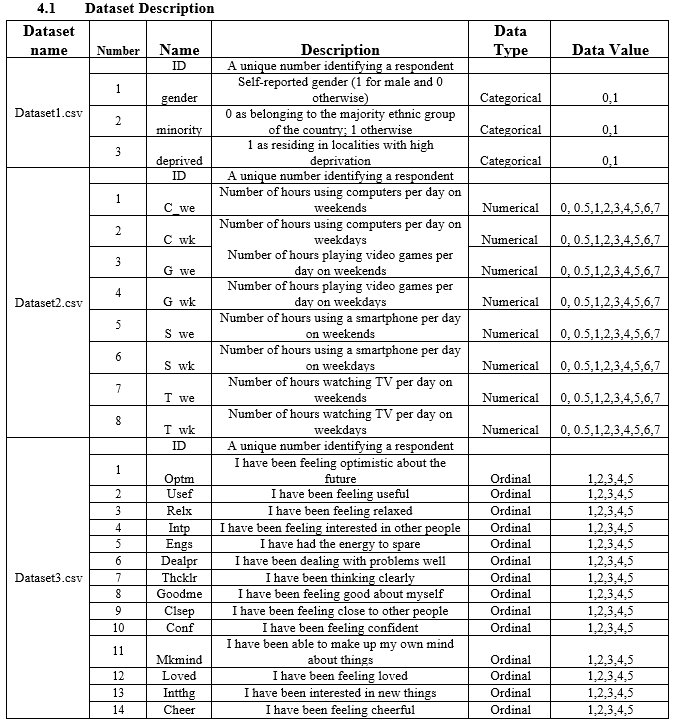 4.1 Dataset Description
Dataset name Number Name Description Data Type Data Value
Dataset1.csv
ID A unique number identifying a respondent
1 gender Self-reported gender (1 for male and 0 otherwise) Categorical 0,1
2 minority 0 as belonging to the majority ethnic group of the country; 1 otherwise Categorical 0,1
3 deprived 1 as residing in localities with high deprivation Categorical 0,1
Dataset2.csv
ID A unique number identifying a respondent
1 C_we Number of hours using computers per day on weekends Numerical 0, 0.5,1,2,3,4,5,6,7
2 C_wk Number of hours using computers per day on weekdays Numerical 0, 0.5,1,2,3,4,5,6,7
3 G_we Number of hours playing video games per day on weekends Numerical 0, 0.5,1,2,3,4,5,6,7
4 G_wk Number of hours playing video games per day on weekdays Numerical 0, 0.5,1,2,3,4,5,6,7
5 S_we Number of hours using a smartphone per day on weekends Numerical 0, 0.5,1,2,3,4,5,6,7
6 S_wk Number of hours using a smartphone per day on weekdays Numerical 0, 0.5,1,2,3,4,5,6,7
7 T_we Number of hours watching TV per day on weekends Numerical 0, 0.5,1,2,3,4,5,6,7
8 T_wk Number of hours watching TV per day on weekdays Numerical 0, 0.5,1,2,3,4,5,6,7
Dataset3.csv
ID A unique number identifying a respondent
1 Optm I have been feeling optimistic about the future Ordinal 1,2,3,4,5
2 Usef I have been feeling useful Ordinal 1,2,3,4,5
3 Relx I have been feeling relaxed Ordinal 1,2,3,4,5
4 Intp I have been feeling interested in other people Ordinal 1,2,3,4,5
5 Engs I have had the energy to spare Ordinal 1,2,3,4,5
6 Dealpr I have been dealing with problems well Ordinal 1,2,3,4,5
7 Thcklr I have been thinking clearly Ordinal 1,2,3,4,5
8 Goodme I have been feeling good about myself Ordinal 1,2,3,4,5
9 Clsep I have been feeling close to other people Ordinal 1,2,3,4,5
10 Conf I have been feeling confident Ordinal 1,2,3,4,5
11 Mkmind I have been able to make up my own mind about things Ordinal 1,2,3,4,5
12 Loved I have been feeling loved Ordinal 1,2,3,4,5
13 Intthg I have been interested in new things Ordinal 1,2,3,4,5
14 Cheer I have been feeling cheerful Ordinal 1,2,3,4,5